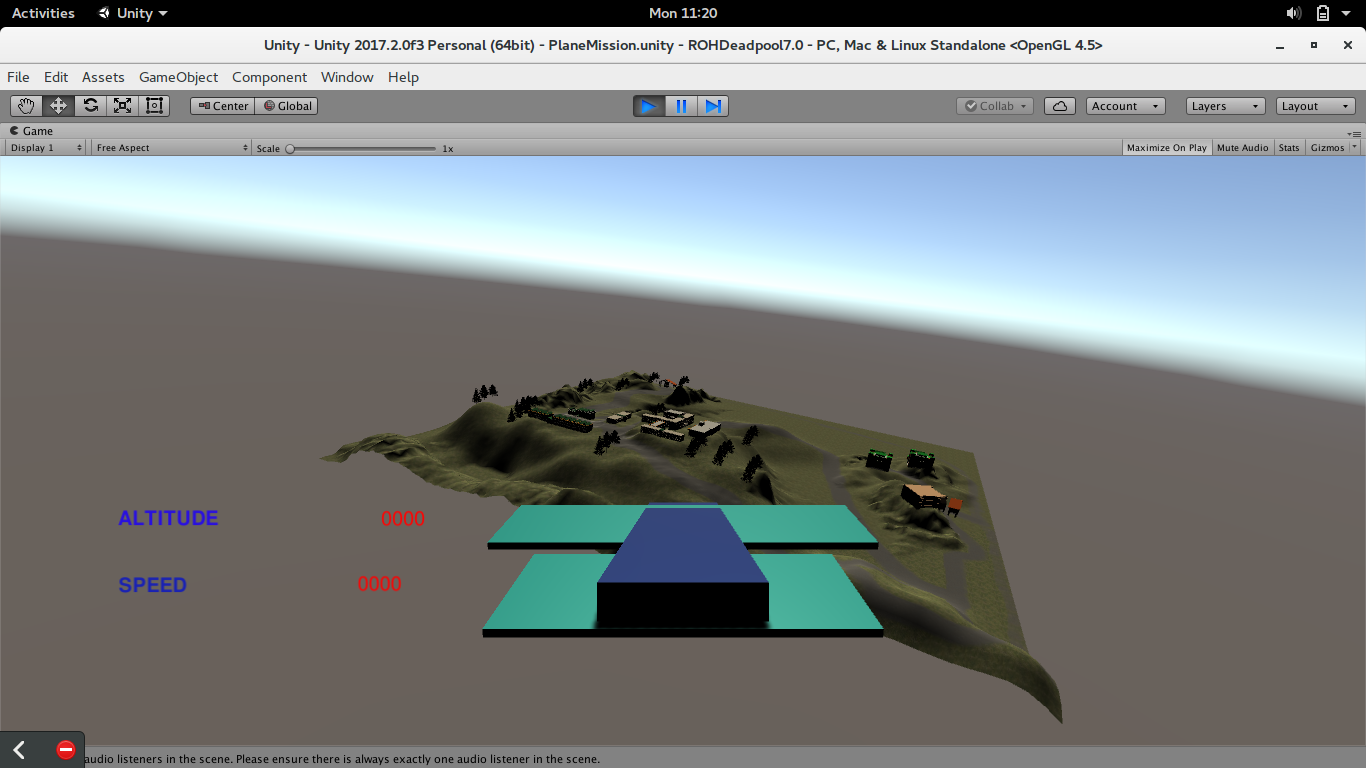 Activities Unity Mon 11:20
Unity - Unity 2017.2.0f3 Personal (64bit) - PlaneMission.unity - ROHDeadpool7.0 - PC, Mac & Linux Standalone <OpenGL 4.5>
File Edit Assets GameObject Component Window Help
Center Global Collab Account Layers Layout
Game
Display 1 Free Aspect Scale 1x Maximize On Play Mute Audio Stats Gizmos
ALTITUDE 0000
SPEED 0000
audio listeners in the scene. Please ensure there is always exactly one audio listener in the scene.